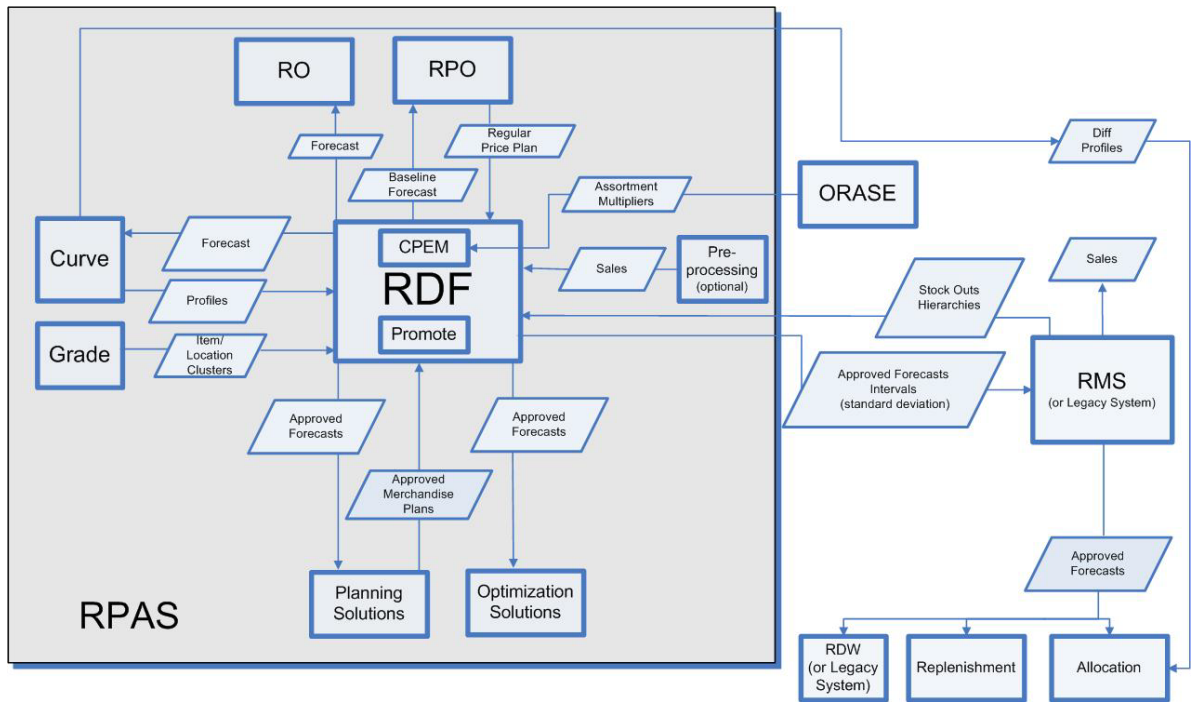 RO
RPO
Forecast
Regular
Price Plan
Diff
Profiles
Baseline
Forecast
Assortment
Multipliers
ORASE
Curve
Forecast
CPEM
RDF
Promote
Sales
Pre-
processing
(optional)
Sales
Stock Outs
Hierarchies
Profiles
Grade
Item/
Location
Clusters
Approved Forecasts
Intervals
(standard deviation)
RMS
(or Legacy System)
Approved
Forecasts
Approved
Forecasts
Approved
Merchandise
Plans
Approved
Forecasts
Planning
Solutions
Optimization
Solutions
RPAS
RDW
(or Legacy
System)
Replenishment
Allocation